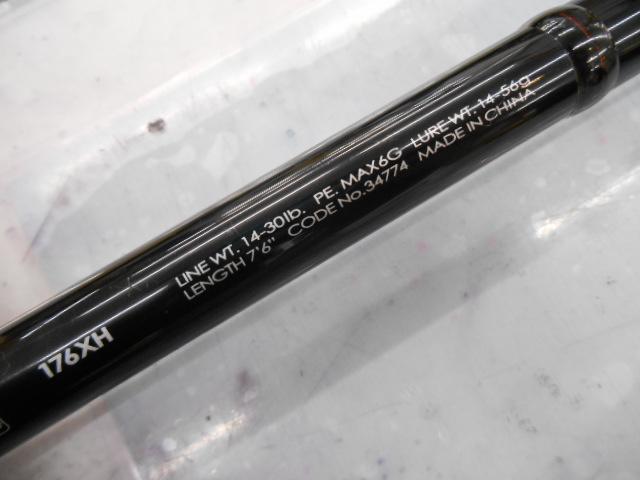 LINE WT. 14-30lb. PE. MAX6G LURE WT. 14-56g
LENGTH 7'6" CODE No.34774 MADE IN CHINA
176XH